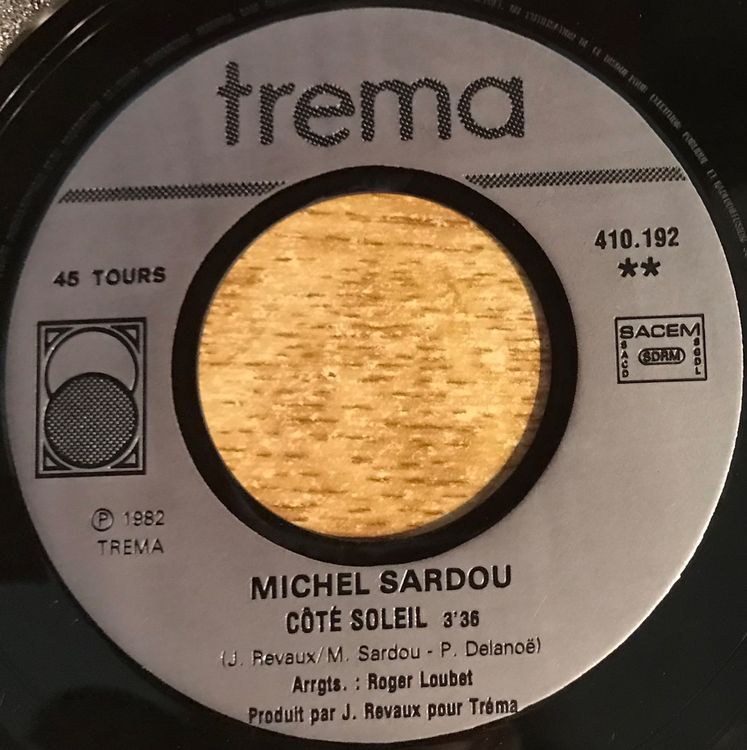 trema
45 TOURS
410.192
**
SACEM
SACD
SDRM
SGDL
℗ 1982
TREMA
MICHEL SARDOU
CÔTÉ SOLEIL 3'36
(J. Revaux/M. Sardou - P. Delanoë)
Arrgts. : Roger Loubet
Produit par J. Revaux pour Tréma